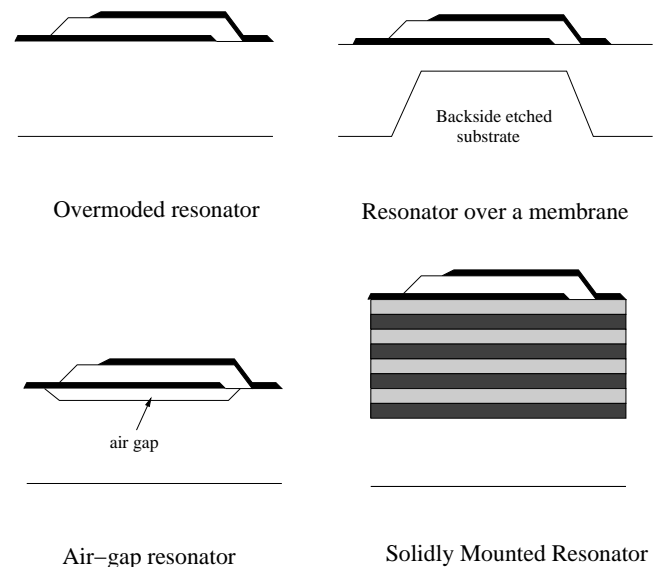 Backside etched
substrate
Overmoded resonator
Resonator over a membrane
air gap
Air−gap resonator
Solidly Mounted Resonator